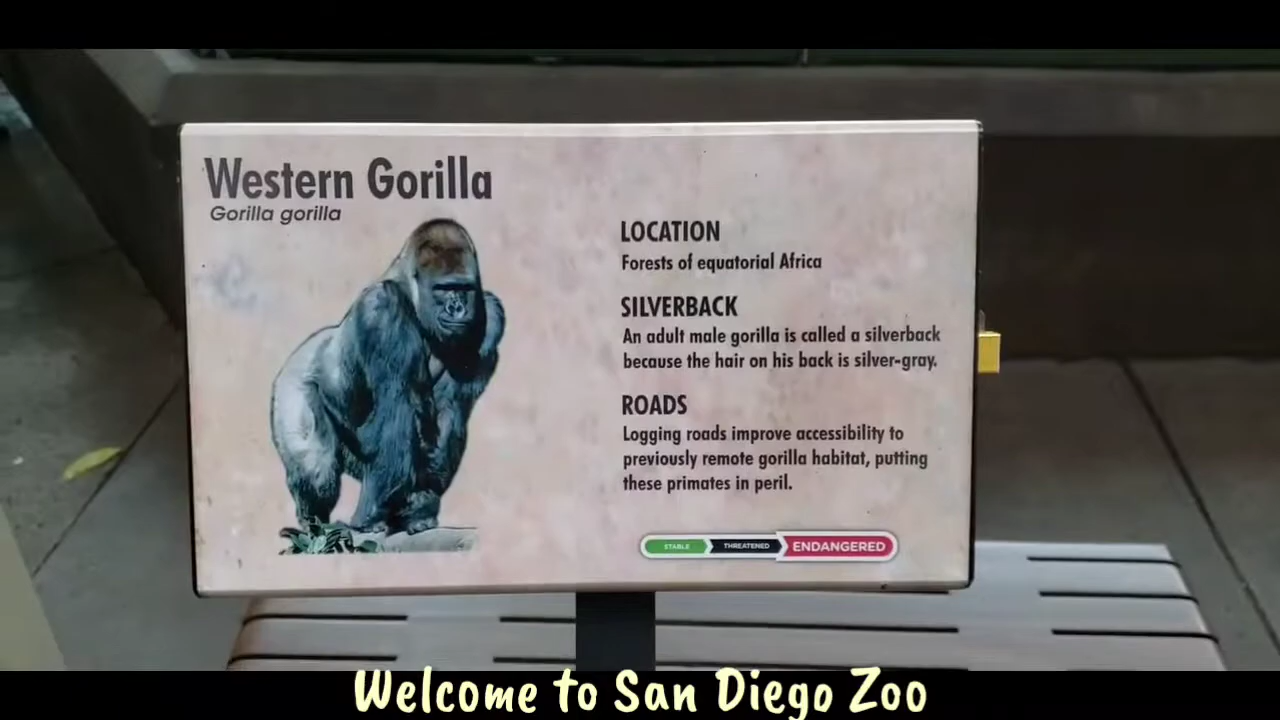 Western Gorilla
Gorilla gorilla
LOCATION
Forests of equatorial Africa
SILVERBACK
An adult male gorilla is called a silverback
because the hair on his back is silver-gray.
ROADS
Logging roads improve accessibility to
previously remote gorilla habitat, putting
these primates in peril.
STABLE THREATENED ENDANGERED
Welcome to San Diego Zoo